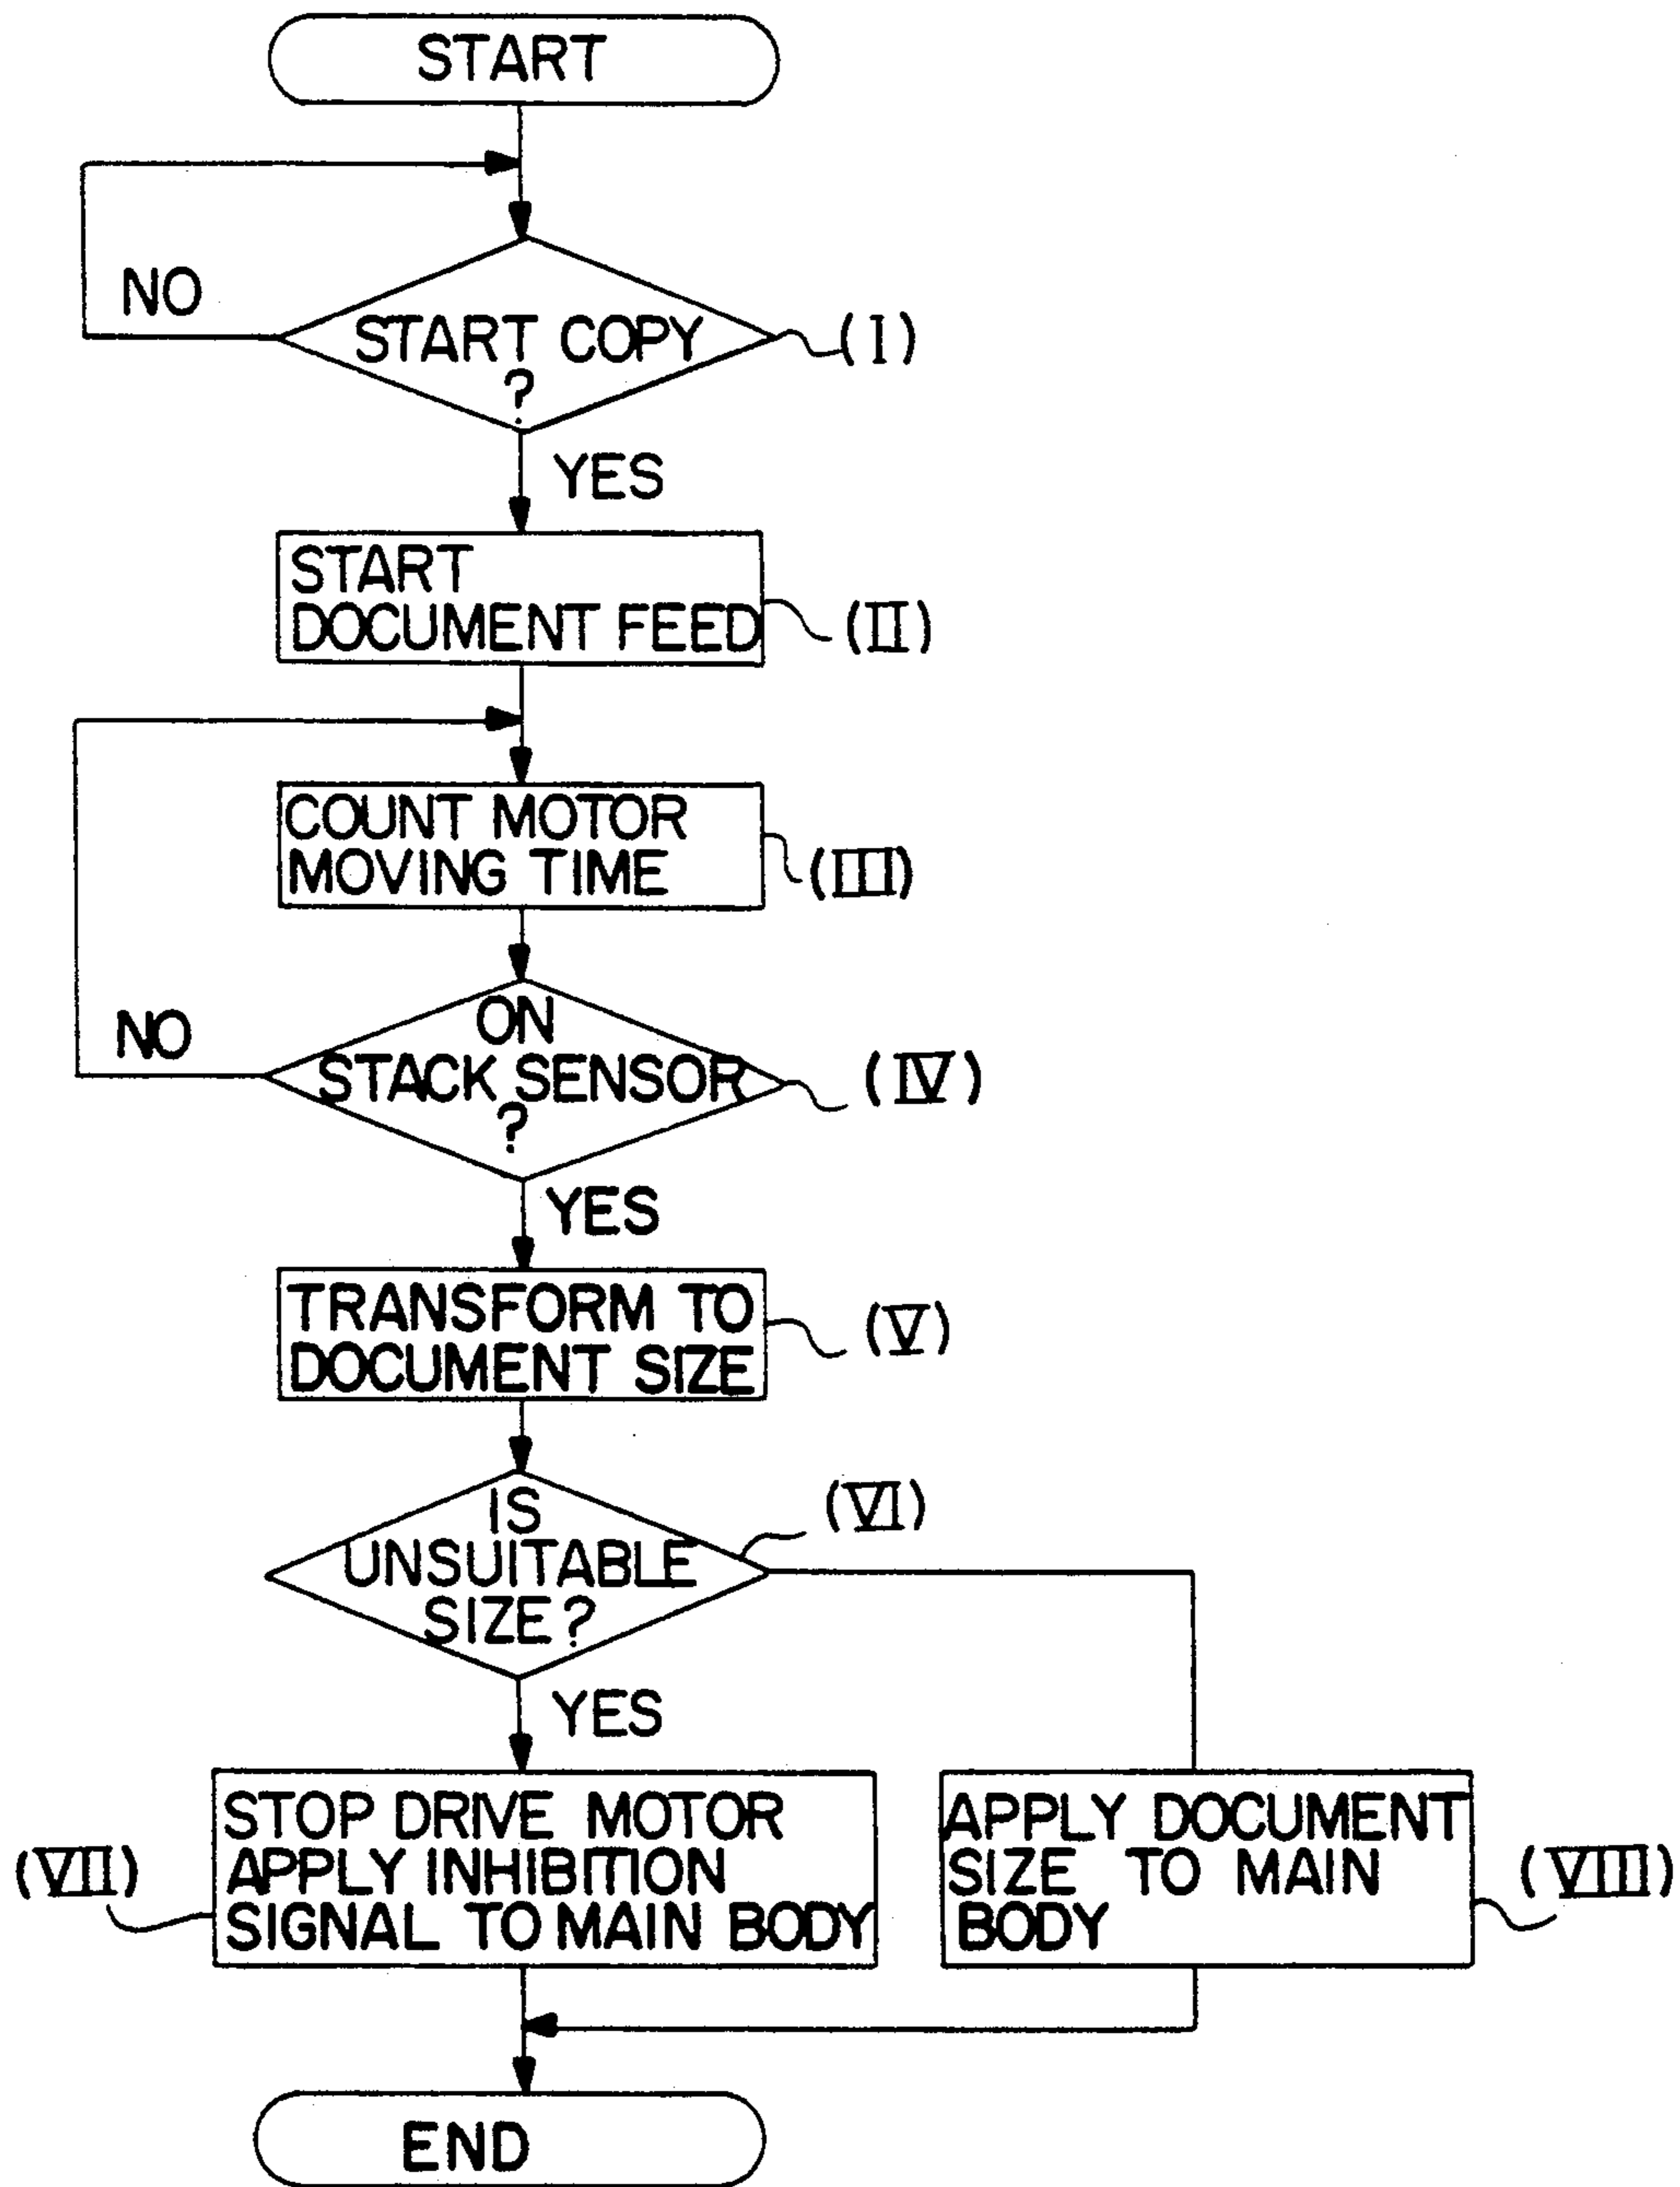 START
NO
START COPY
?
(I)
YES
START
DOCUMENT FEED
(II)
COUNT MOTOR
MOVING TIME
(III)
NO
ON
STACK SENSOR
?
(IV)
YES
TRANSFORM TO
DOCUMENT SIZE
(V)
IS
UNSUITABLE
SIZE?
(VI)
YES
STOP DRIVE MOTOR
APPLY INHIBITION
SIGNAL TO MAIN BODY
(VII)
APPLY DOCUMENT
SIZE TO MAIN
BODY
(VIII)
END